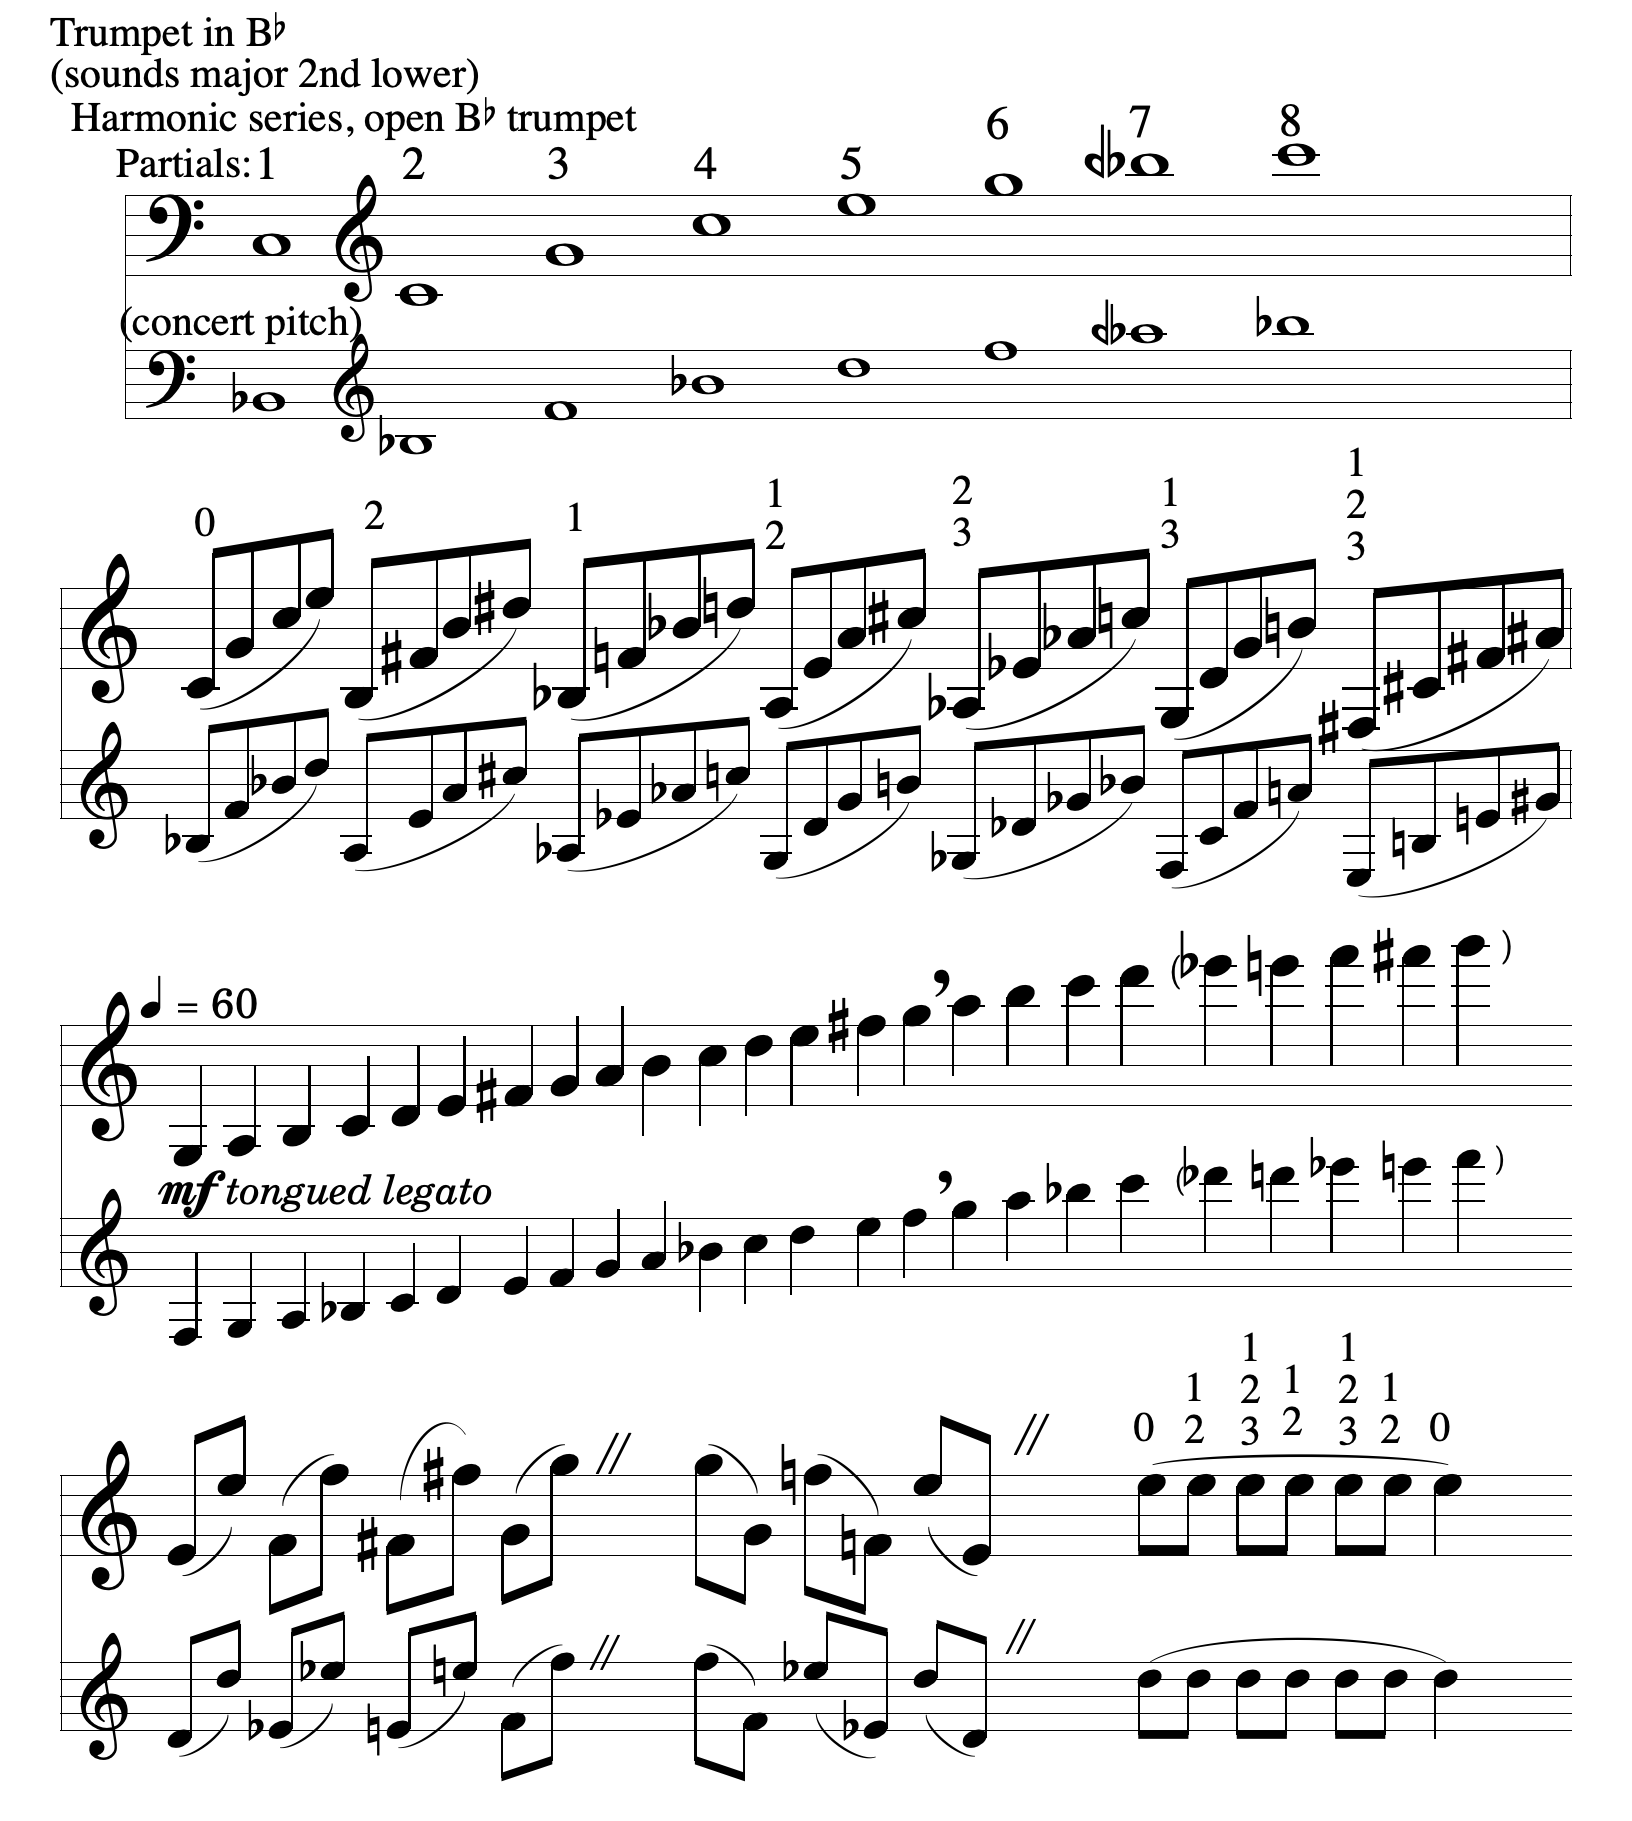 Trumpet in B♭
(sounds major 2nd lower)
Harmonic series, open B♭ trumpet
Partials: 1 2 3 4 5 6 7 8
(concert pitch)
0 2 1 1 2 2 3 1 3 1 2 3
♩ = 60
mf tongued legato
0 1 2 1 2 3 1 2 1 2 3 1 2 0